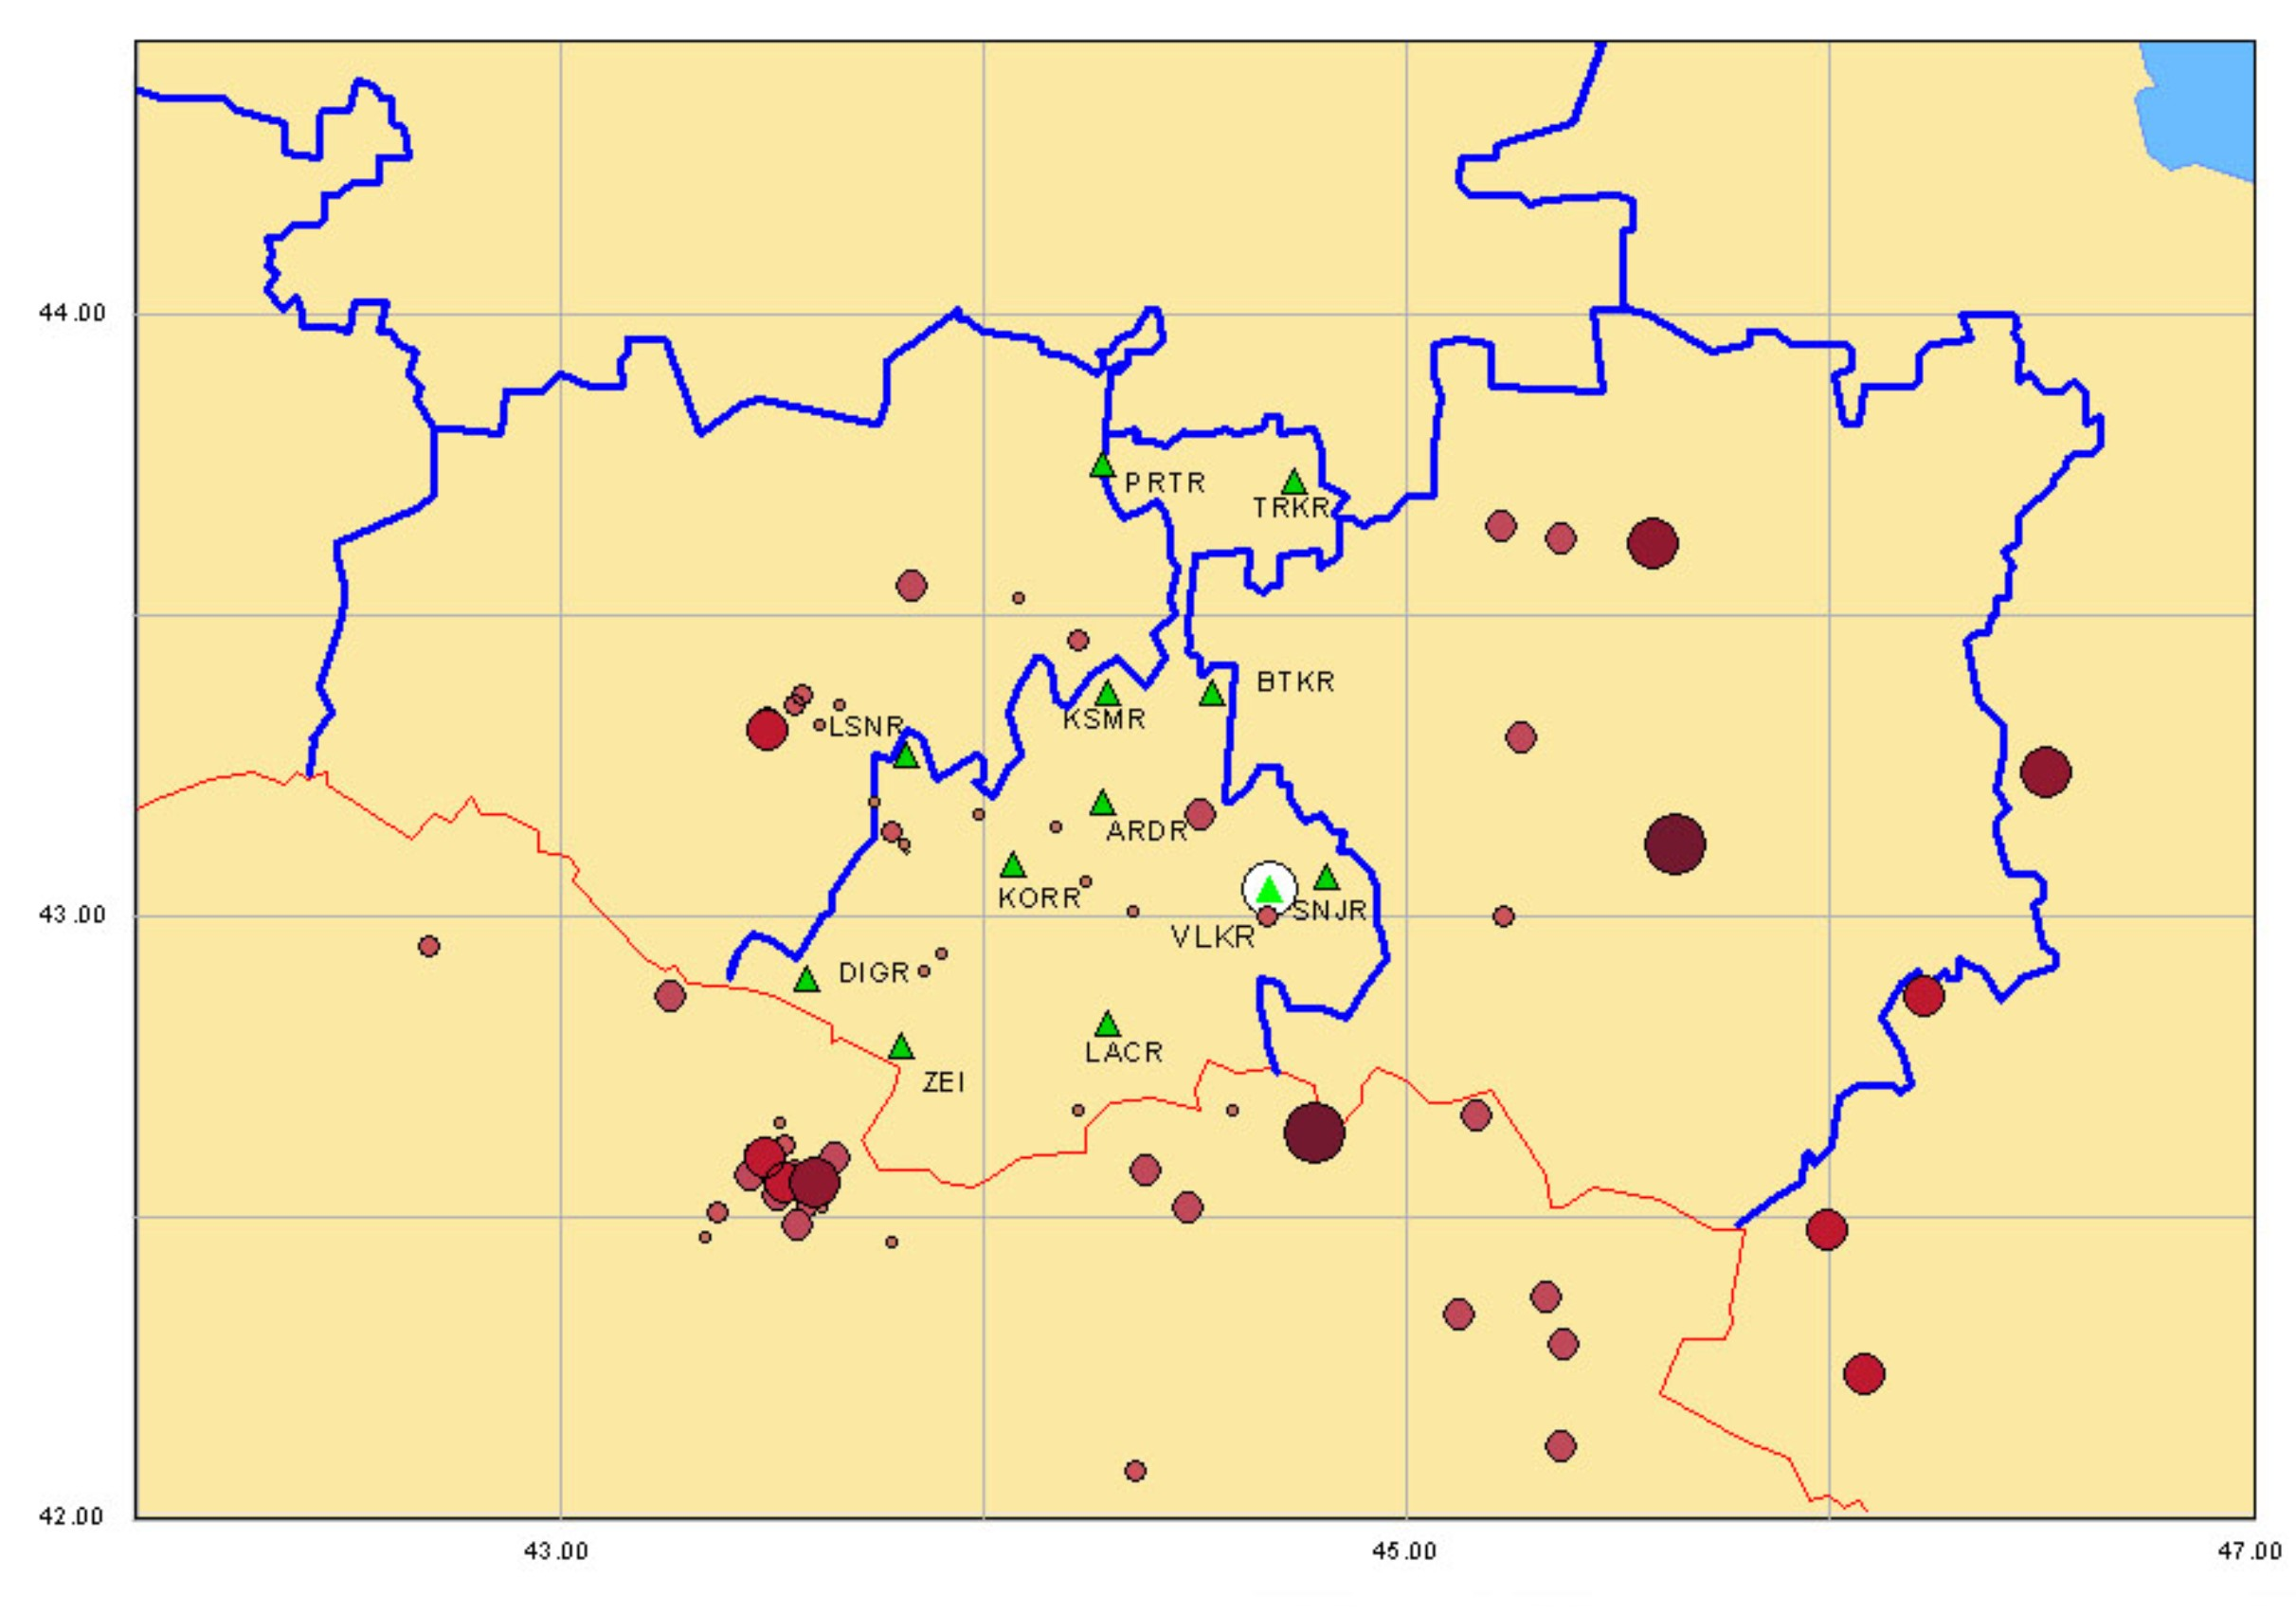 44.00
PRTR
TRKR
BTKR
KSMR
LSNR
ARDR
KORR
43.00
SNJR
VLKR
DIGR
LACR
ZEI
42.00
43.00
45.00
47.00